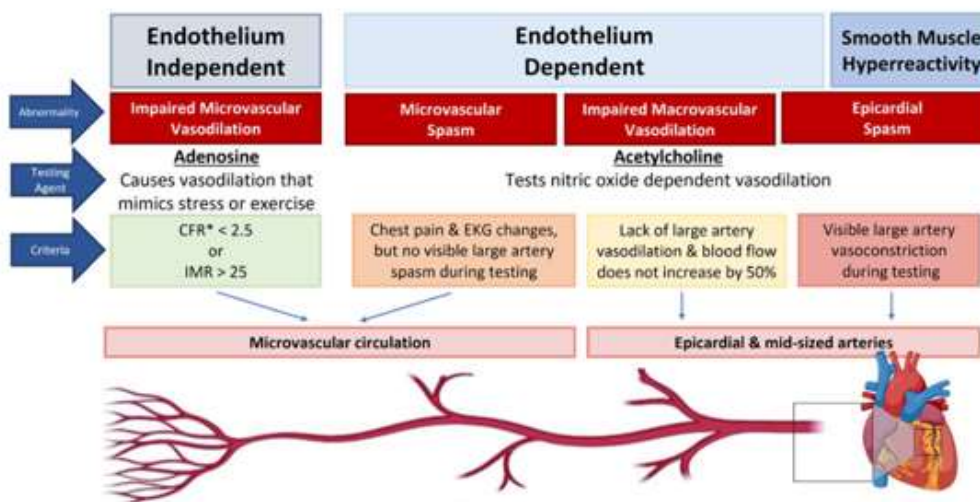 Endothelium
Independent
Endothelium
Dependent
Smooth Muscle
Hyperreactivity
Abnormality
Impaired Microvascular
Vasodilation
Microvascular
Spasm
Impaired Macrovascular
Vasodilation
Epicardial
Spasm
Testing
Agent
Adenosine
Causes vasodilation that
mimics stress or exercise
Acetylcholine
Tests nitric oxide dependent vasodilation
Criteria
CFR* < 2.5
or
IMR > 25
Chest pain & EKG changes,
but no visible large artery
spasm during testing
Lack of large artery
vasodilation & blood flow
does not increase by 50%
Visible large artery
vasoconstriction
during testing
Microvascular circulation
Epicardial & mid-sized arteries